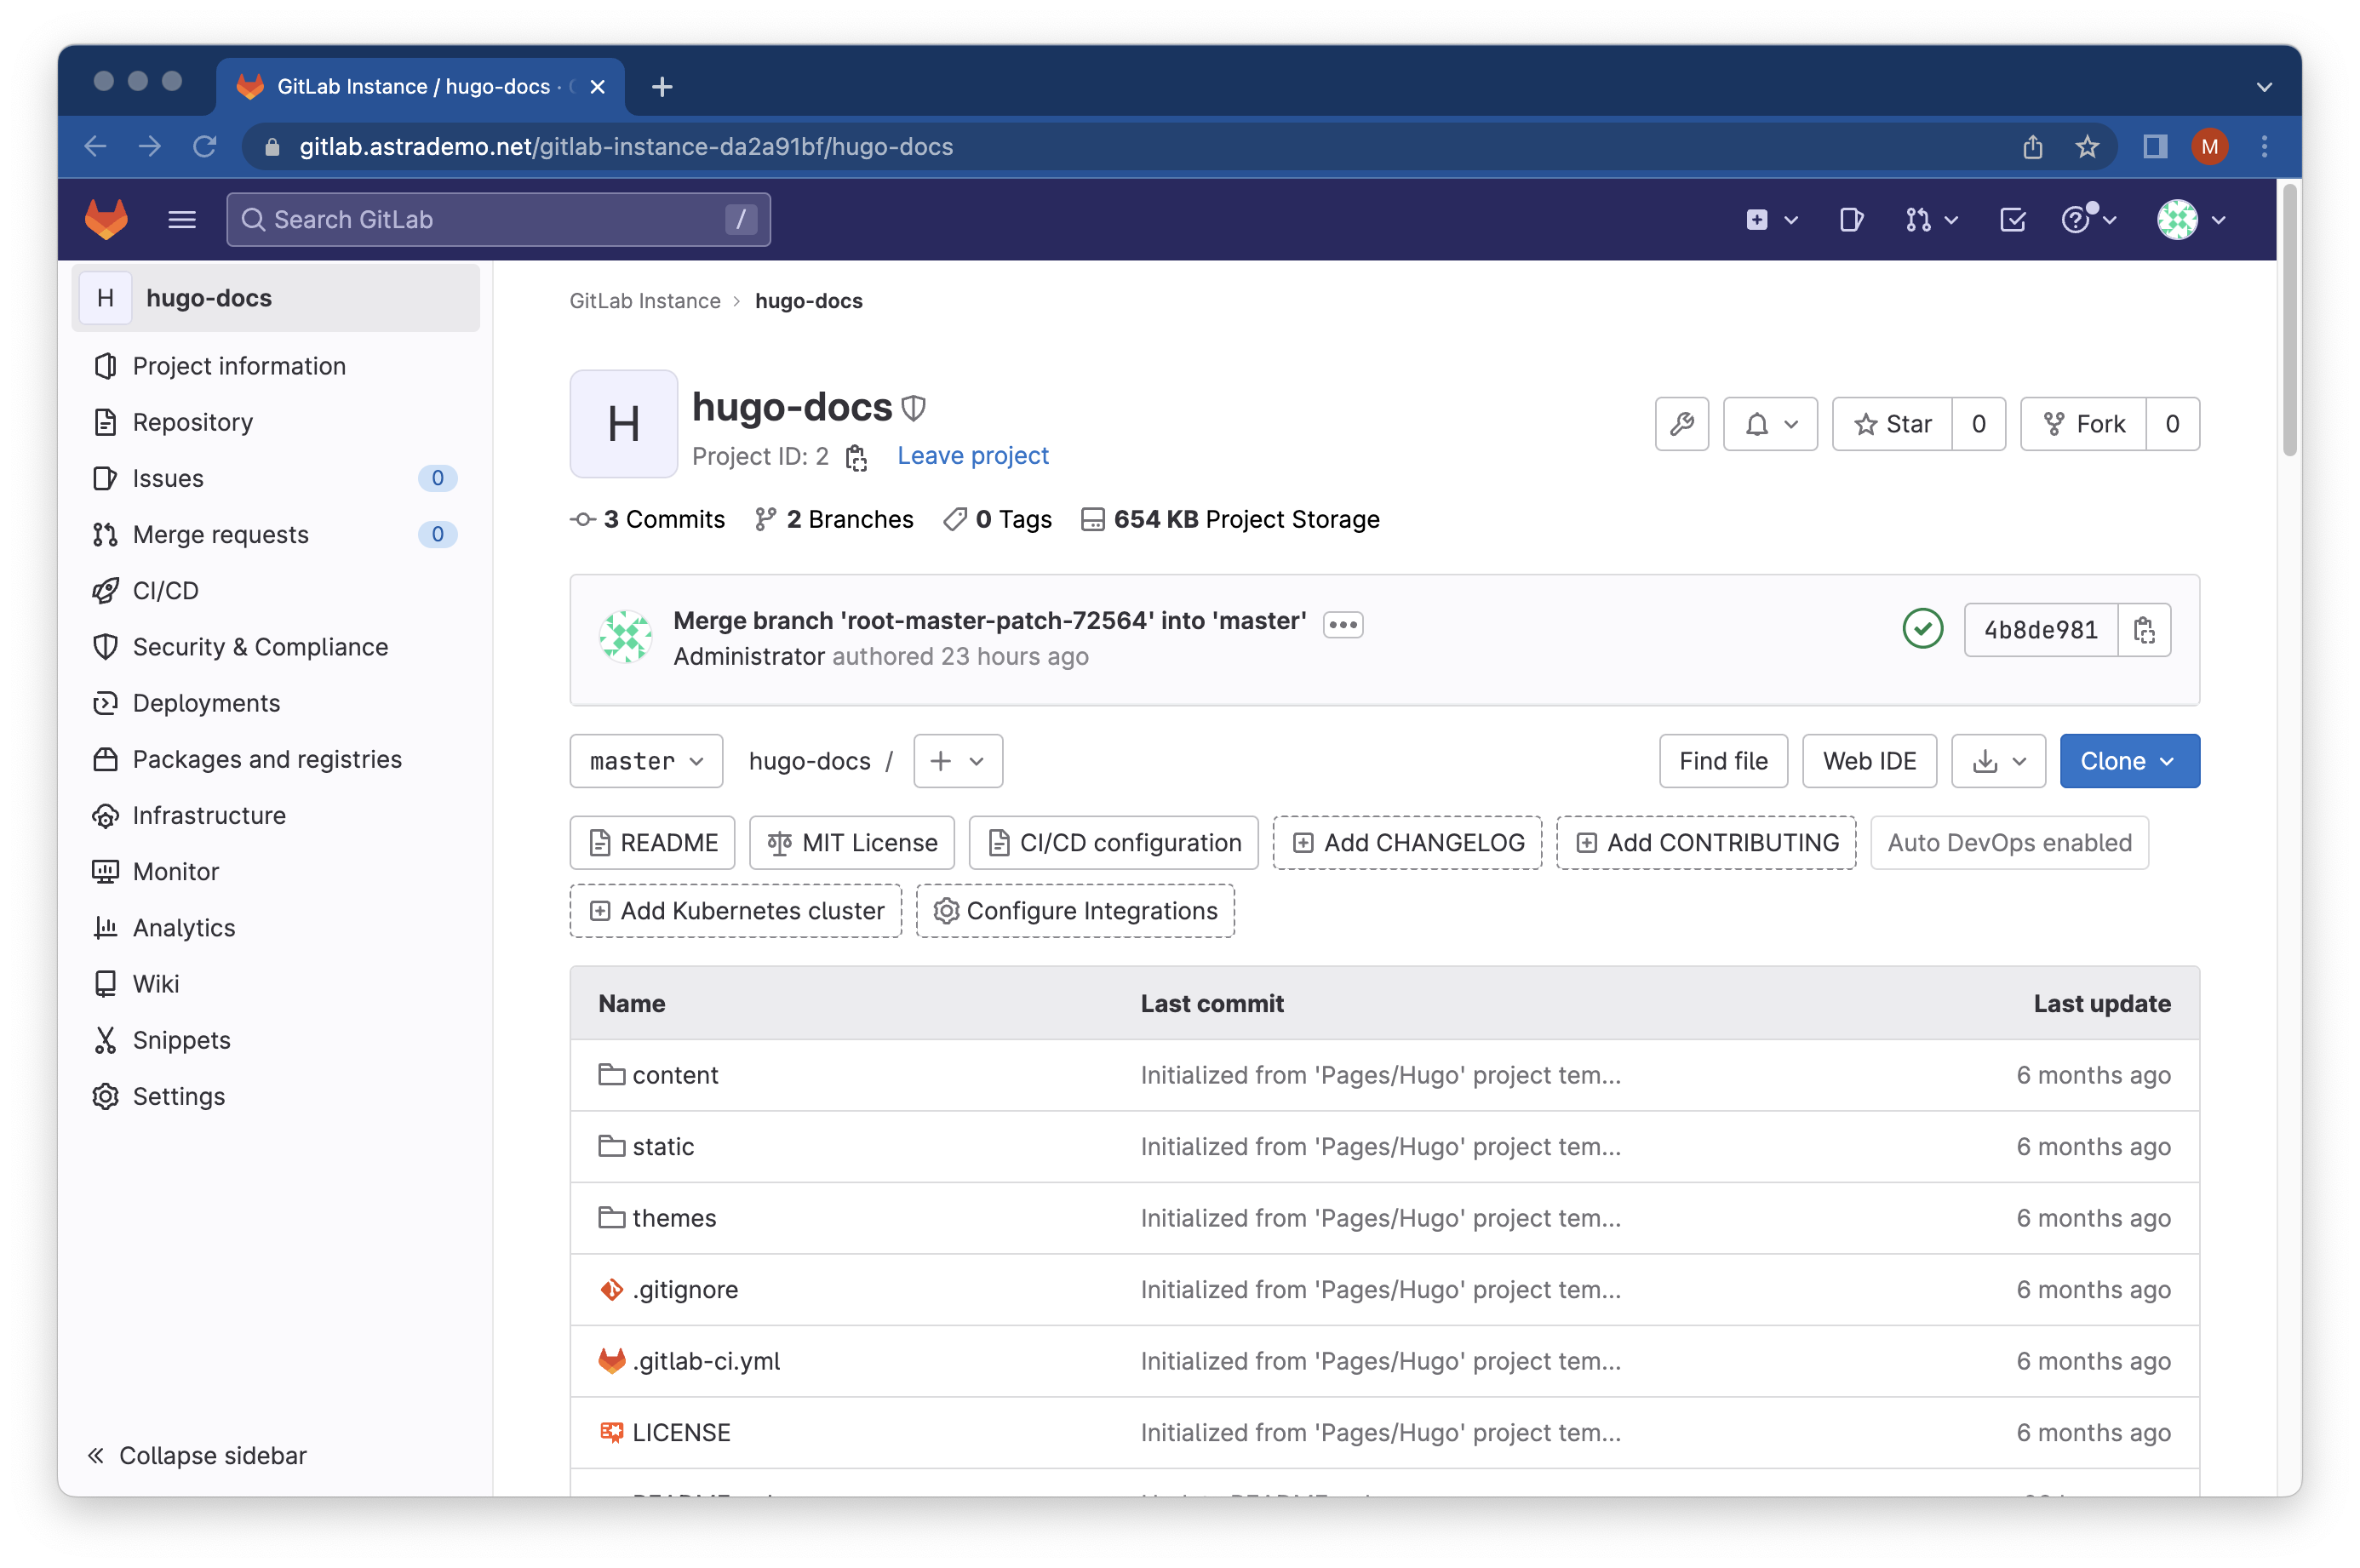 GitLab Instance / hugo-docs ·
gitlab.astrademo.net/gitlab-instance-da2a91bf/hugo-docs
M
Search GitLab /
H hugo-docs
Project information
Repository
Issues 0
Merge requests 0
CI/CD
Security & Compliance
Deployments
Packages and registries
Infrastructure
Monitor
Analytics
Wiki
Snippets
Settings
Collapse sidebar
GitLab Instance > hugo-docs
H
hugo-docs
Project ID: 2 Leave project
Star 0 Fork 0
3 Commits 2 Branches 0 Tags 654 KB Project Storage
Merge branch 'root-master-patch-72564' into 'master'
Administrator authored 23 hours ago
4b8de981
master hugo-docs / +
Find file Web IDE Clone
README MIT License CI/CD configuration Add CHANGELOG Add CONTRIBUTING Auto DevOps enabled
Add Kubernetes cluster Configure Integrations
Name Last commit Last update
content Initialized from 'Pages/Hugo' project tem... 6 months ago
static Initialized from 'Pages/Hugo' project tem... 6 months ago
themes Initialized from 'Pages/Hugo' project tem... 6 months ago
.gitignore Initialized from 'Pages/Hugo' project tem... 6 months ago
.gitlab-ci.yml Initialized from 'Pages/Hugo' project tem... 6 months ago
LICENSE Initialized from 'Pages/Hugo' project tem... 6 months ago